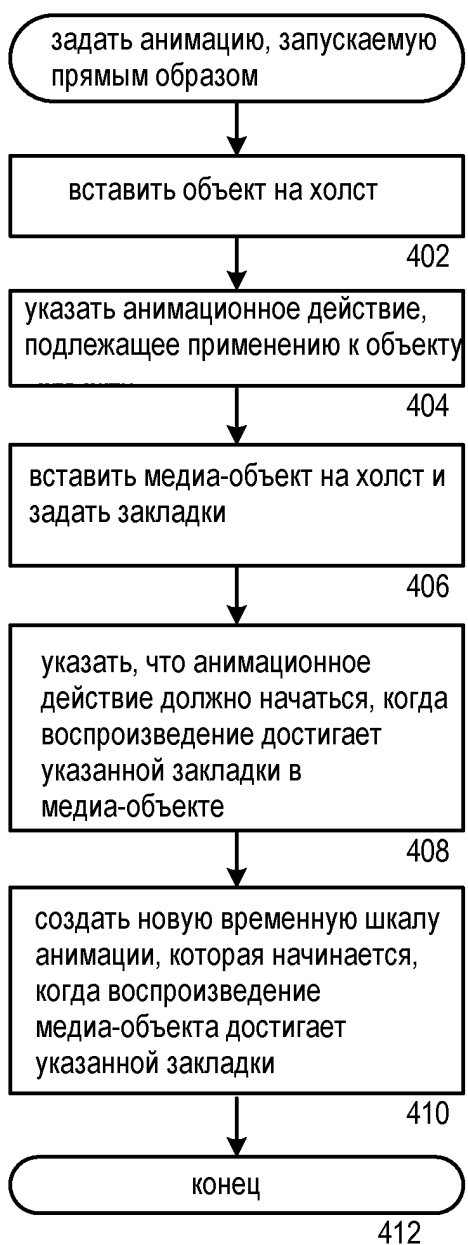 задать анимацию, запускаемую
прямым образом
вставить объект на холст
402
указать анимационное действие,
подлежащее применению к объекту
404
вставить медиа-объект на холст и
задать закладки
406
указать, что анимационное
действие должно начаться, когда
воспроизведение достигает
указанной закладки в
медиа-объекте
408
создать новую временную шкалу
анимации, которая начинается,
когда воспроизведение
медиа-объекта достигает
указанной закладки
410
конец
412